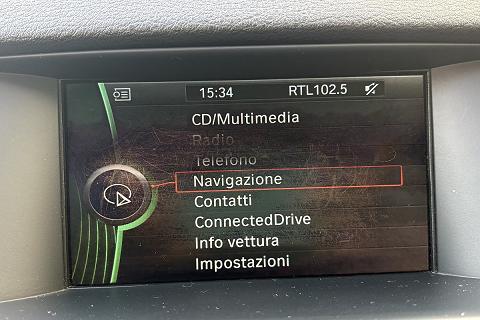 15:34 RTL102.5
CD/Multimedia
Radio
Telefono
Navigazione
Contatti
ConnectedDrive
Info vettura
Impostazioni